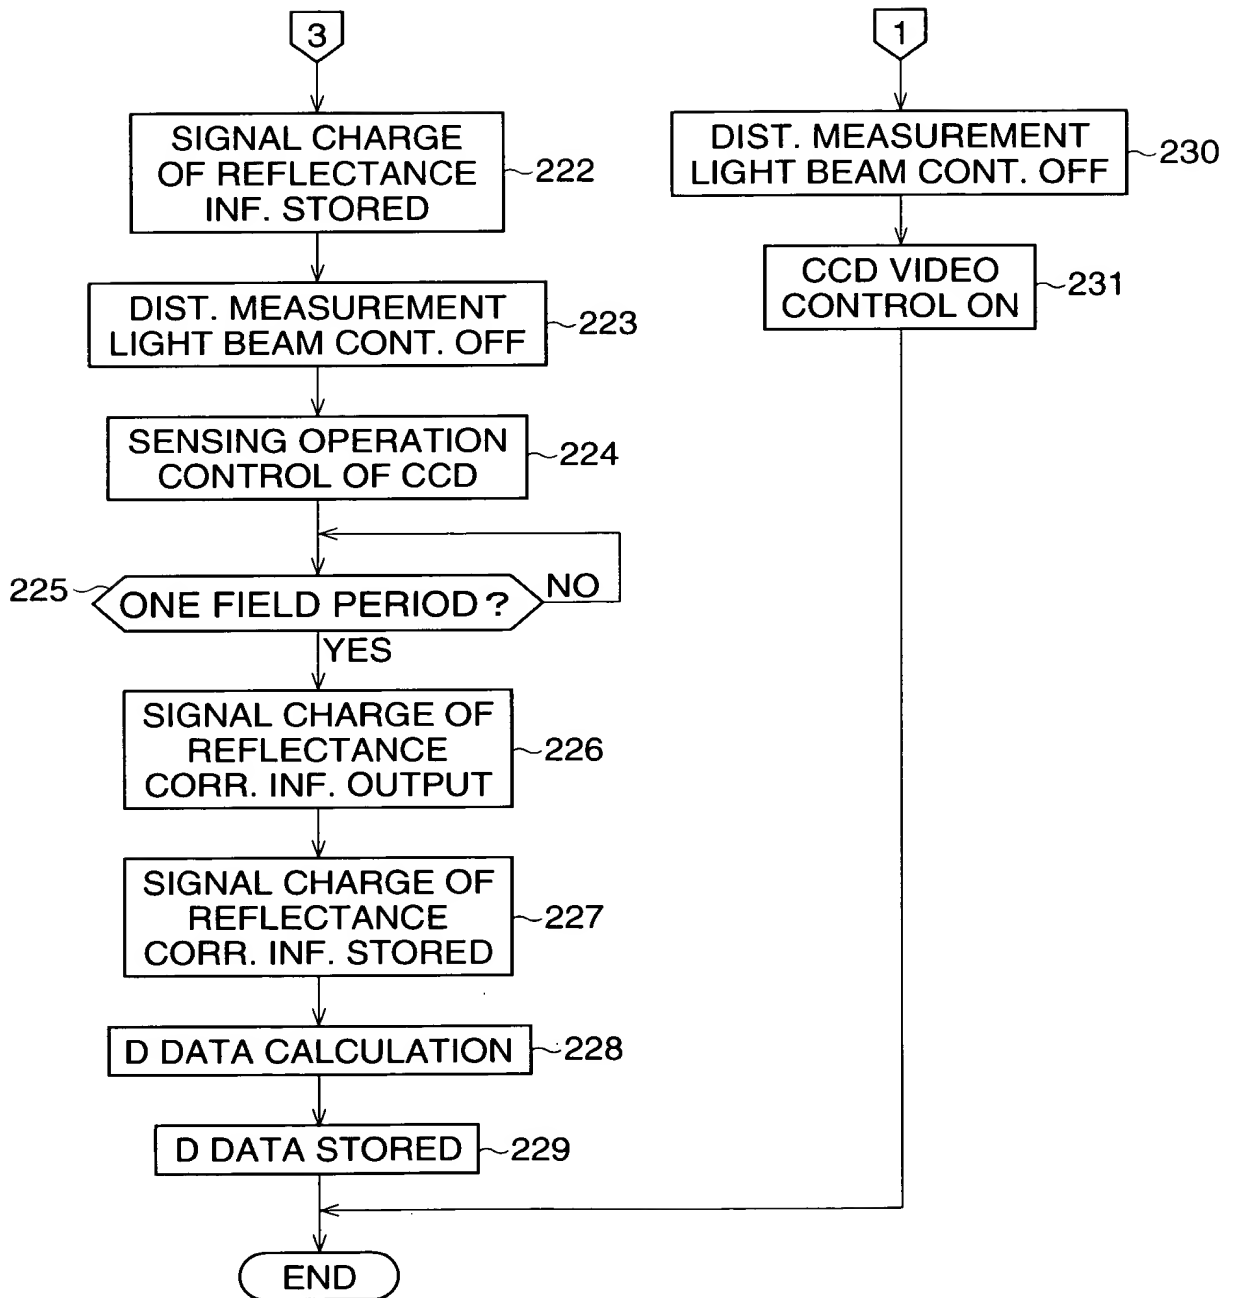 3
SIGNAL CHARGE
OF REFLECTANCE
INF. STORED
222
DIST. MEASUREMENT
LIGHT BEAM CONT. OFF
223
SENSING OPERATION
CONTROL OF CCD
224
225
ONE FIELD PERIOD?
NO
YES
SIGNAL CHARGE OF
REFLECTANCE
CORR. INF. OUTPUT
226
SIGNAL CHARGE OF
REFLECTANCE
CORR. INF. STORED
227
D DATA CALCULATION
228
D DATA STORED
229
END
1
DIST. MEASUREMENT
LIGHT BEAM CONT. OFF
230
CCD VIDEO
CONTROL ON
231